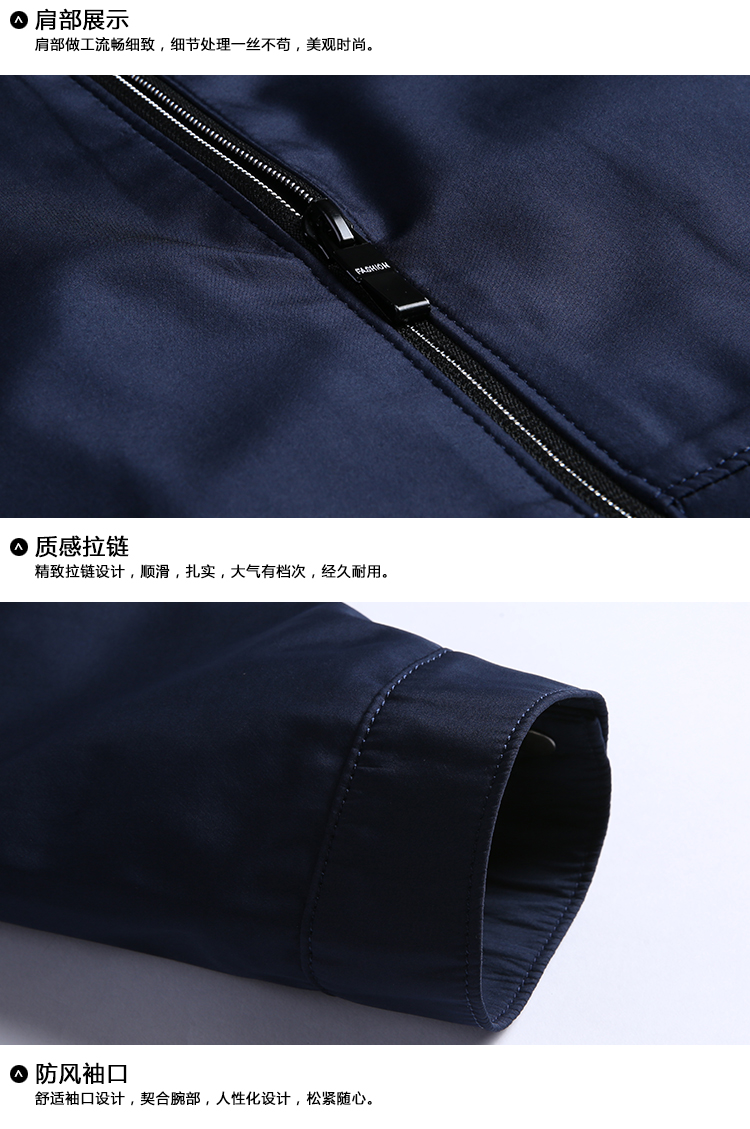 肩部展示
肩部做工流畅细致，细节处理一丝不苟，美观时尚。
FASHION
质感拉链
精致拉链设计，顺滑，扎实，大气有档次，经久耐用。
防风袖口
舒适袖口设计，契合腕部，人性化设计，松紧随心。